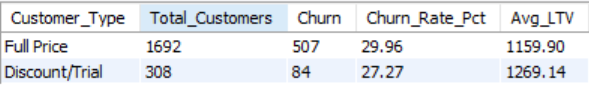 Customer_Type Total_Customers Churn Churn_Rate_Pct Avg_LTV
Full Price 1692 507 29.96 1159.90
Discount/Trial 308 84 27.27 1269.14